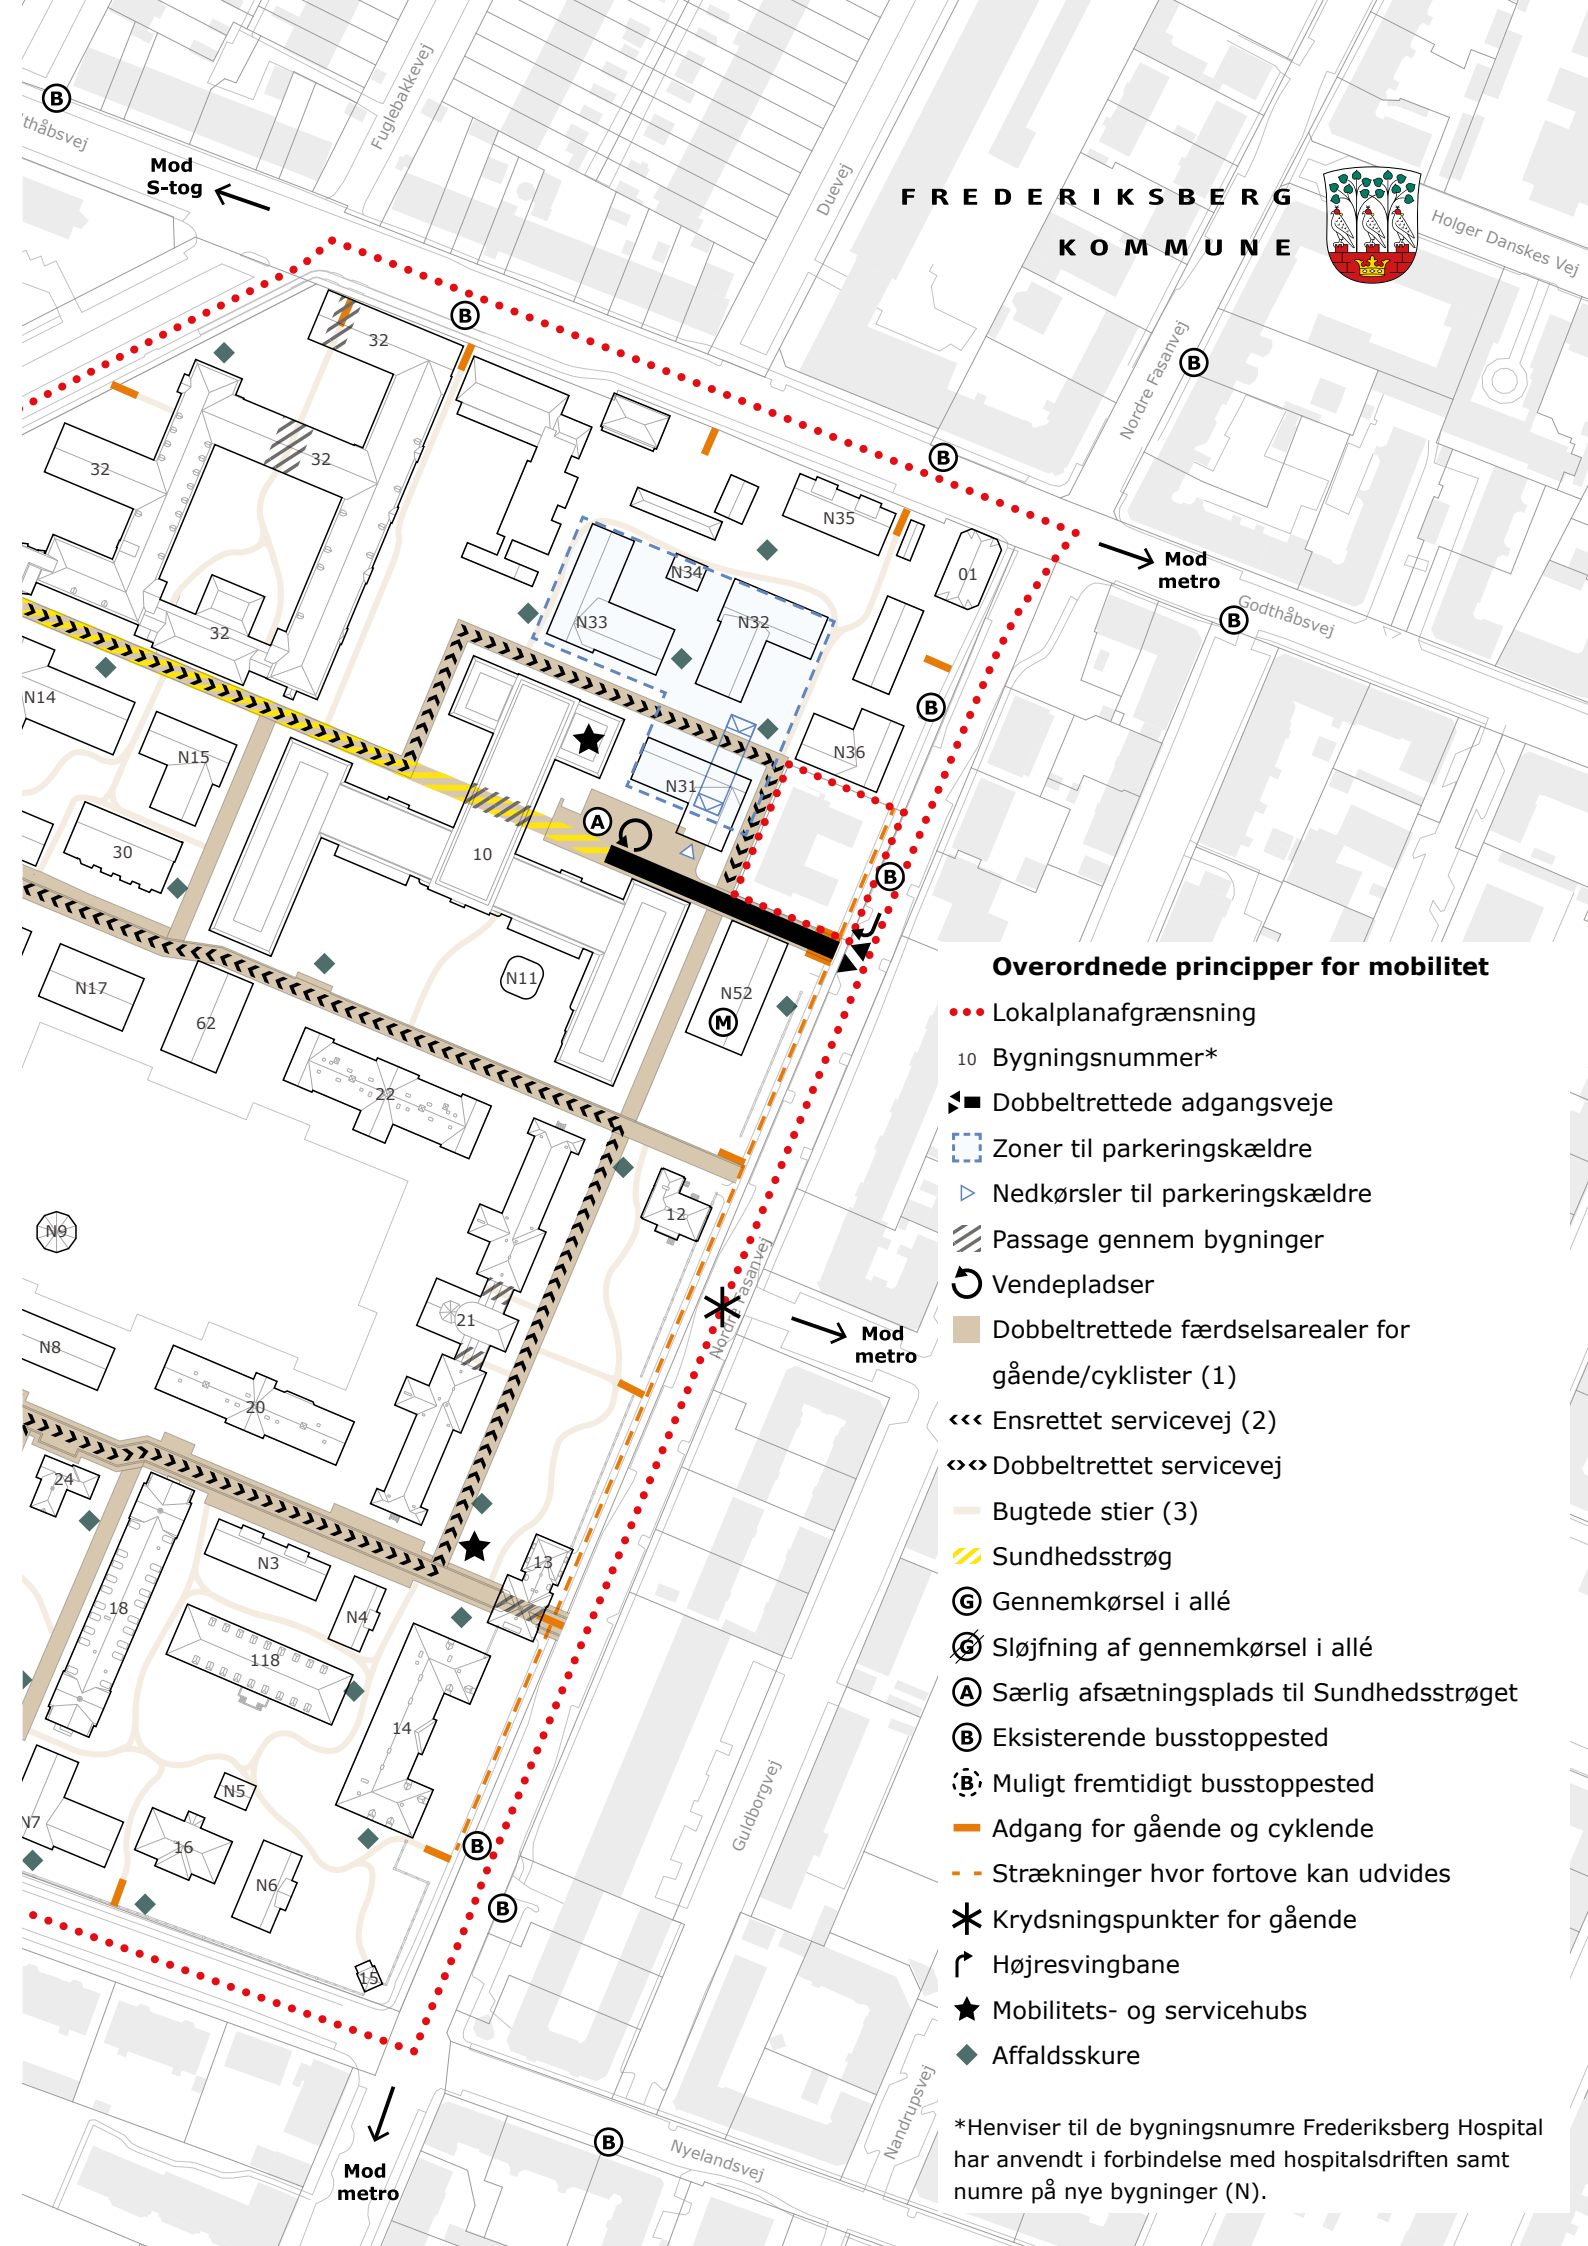 B
thåbsvej
Fuglebakkevej
Mod
S-tog
Duevej
FREDERIKSBERG
KOMMUNE
Holger Danskes Vej
Nordre Fasanvej
B
B
32
B
32
32
N35
N34
01
Mod
metro
Godthåbsvej
B
N33
N32
32
N14
B
N15
N36
N31
A
30
10
B
N11
N17
N52
M
62
22
12
N9
Nordre Fasanvej
21
Mod
metro
N8
20
24
13
N3
N4
18
118
14
N5
N7
16
N6
B
B
15
Guldborgvej
Nandrupsvej
Nyelandsvej
B
Mod
metro
Overordnede principper for mobilitet
Lokalplanafgrænsning
10 Bygningsnummer*
Dobbeltrettede adgangsveje
Zoner til parkeringskældre
Nedkørsler til parkeringskældre
Passage gennem bygninger
Vendepladser
Dobbeltrettede færdselsarealer for
gående/cyklister (1)
Ensrettet servicevej (2)
Dobbeltrettet servicevej
Bugtede stier (3)
Sundhedsstrøg
G Gennemkørsel i allé
G Sløjfning af gennemkørsel i allé
A Særlig afsætningsplads til Sundhedsstrøget
B Eksisterende busstoppested
B Muligt fremtidigt busstoppested
Adgang for gående og cyklende
Strækninger hvor fortove kan udvides
Krydsningspunkter for gående
Højresvingbane
Mobilitets- og servicehubs
Affaldsskure
*Henviser til de bygningsnumre Frederiksberg Hospital
har anvendt i forbindelse med hospitalsdriften samt
numre på nye bygninger (N).